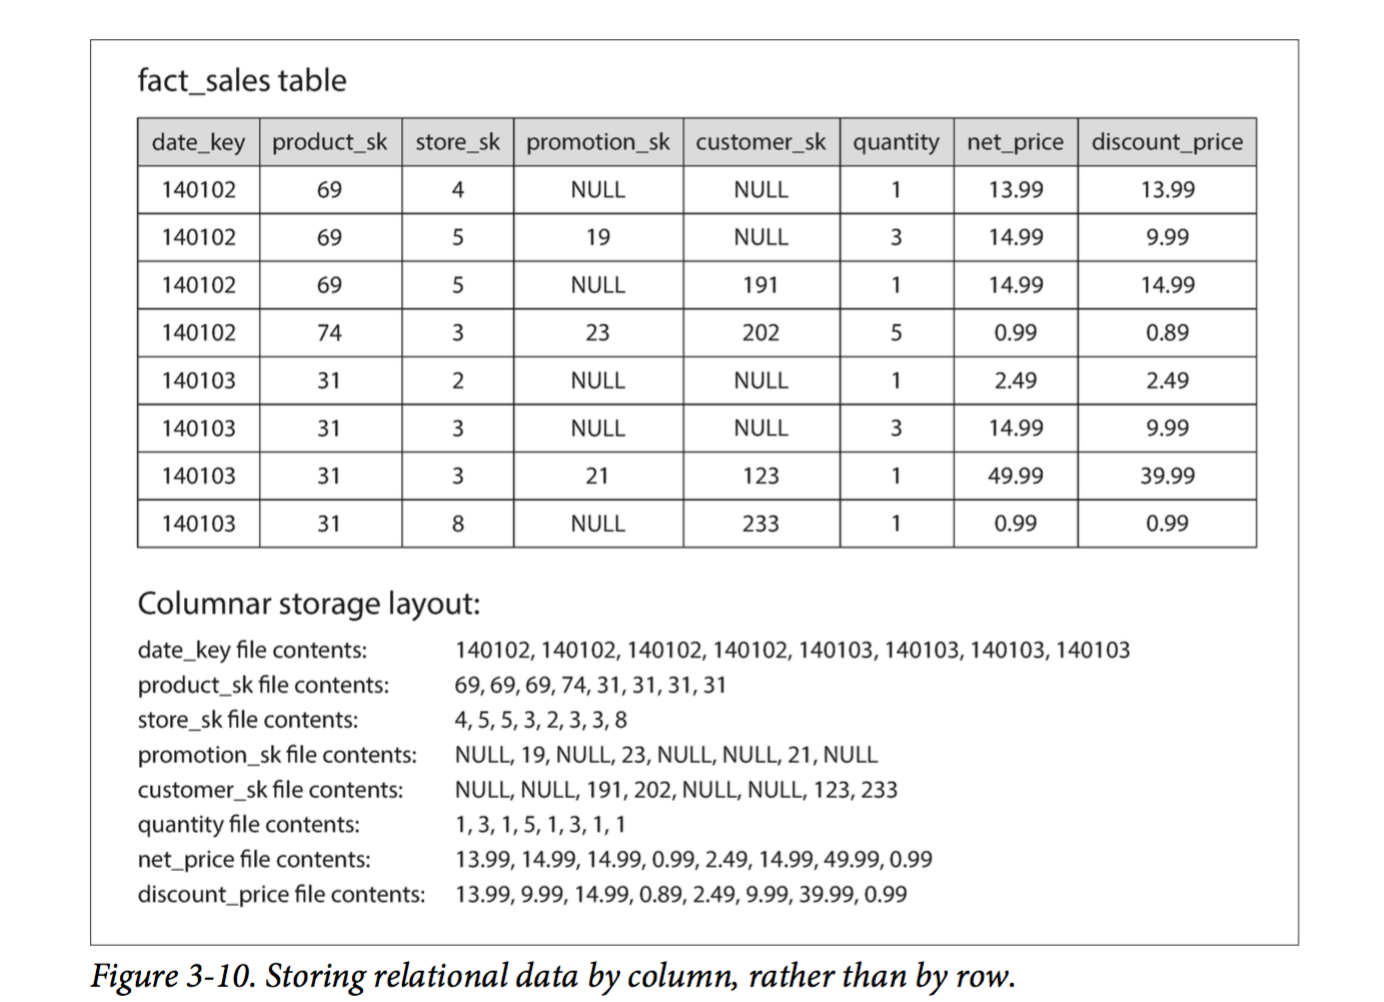 fact_sales table
date_key product_sk store_sk promotion_sk customer_sk quantity net_price discount_price
140102 69 4 NULL NULL 1 13.99 13.99
140102 69 5 19 NULL 3 14.99 9.99
140102 69 5 NULL 191 1 14.99 14.99
140102 74 3 23 202 5 0.99 0.89
140103 31 2 NULL NULL 1 2.49 2.49
140103 31 3 NULL NULL 3 14.99 9.99
140103 31 3 21 123 1 49.99 39.99
140103 31 8 NULL 233 1 0.99 0.99
Columnar storage layout:
date_key file contents: 140102, 140102, 140102, 140102, 140103, 140103, 140103, 140103
product_sk file contents: 69, 69, 69, 74, 31, 31, 31, 31
store_sk file contents: 4, 5, 5, 3, 2, 3, 3, 8
promotion_sk file contents: NULL, 19, NULL, 23, NULL, NULL, 21, NULL
customer_sk file contents: NULL, NULL, 191, 202, NULL, NULL, 123, 233
quantity file contents: 1, 3, 1, 5, 1, 3, 1, 1
net_price file contents: 13.99, 14.99, 14.99, 0.99, 2.49, 14.99, 49.99, 0.99
discount_price file contents: 13.99, 9.99, 14.99, 0.89, 2.49, 9.99, 39.99, 0.99
Figure 3-10. Storing relational data by column, rather than by row.